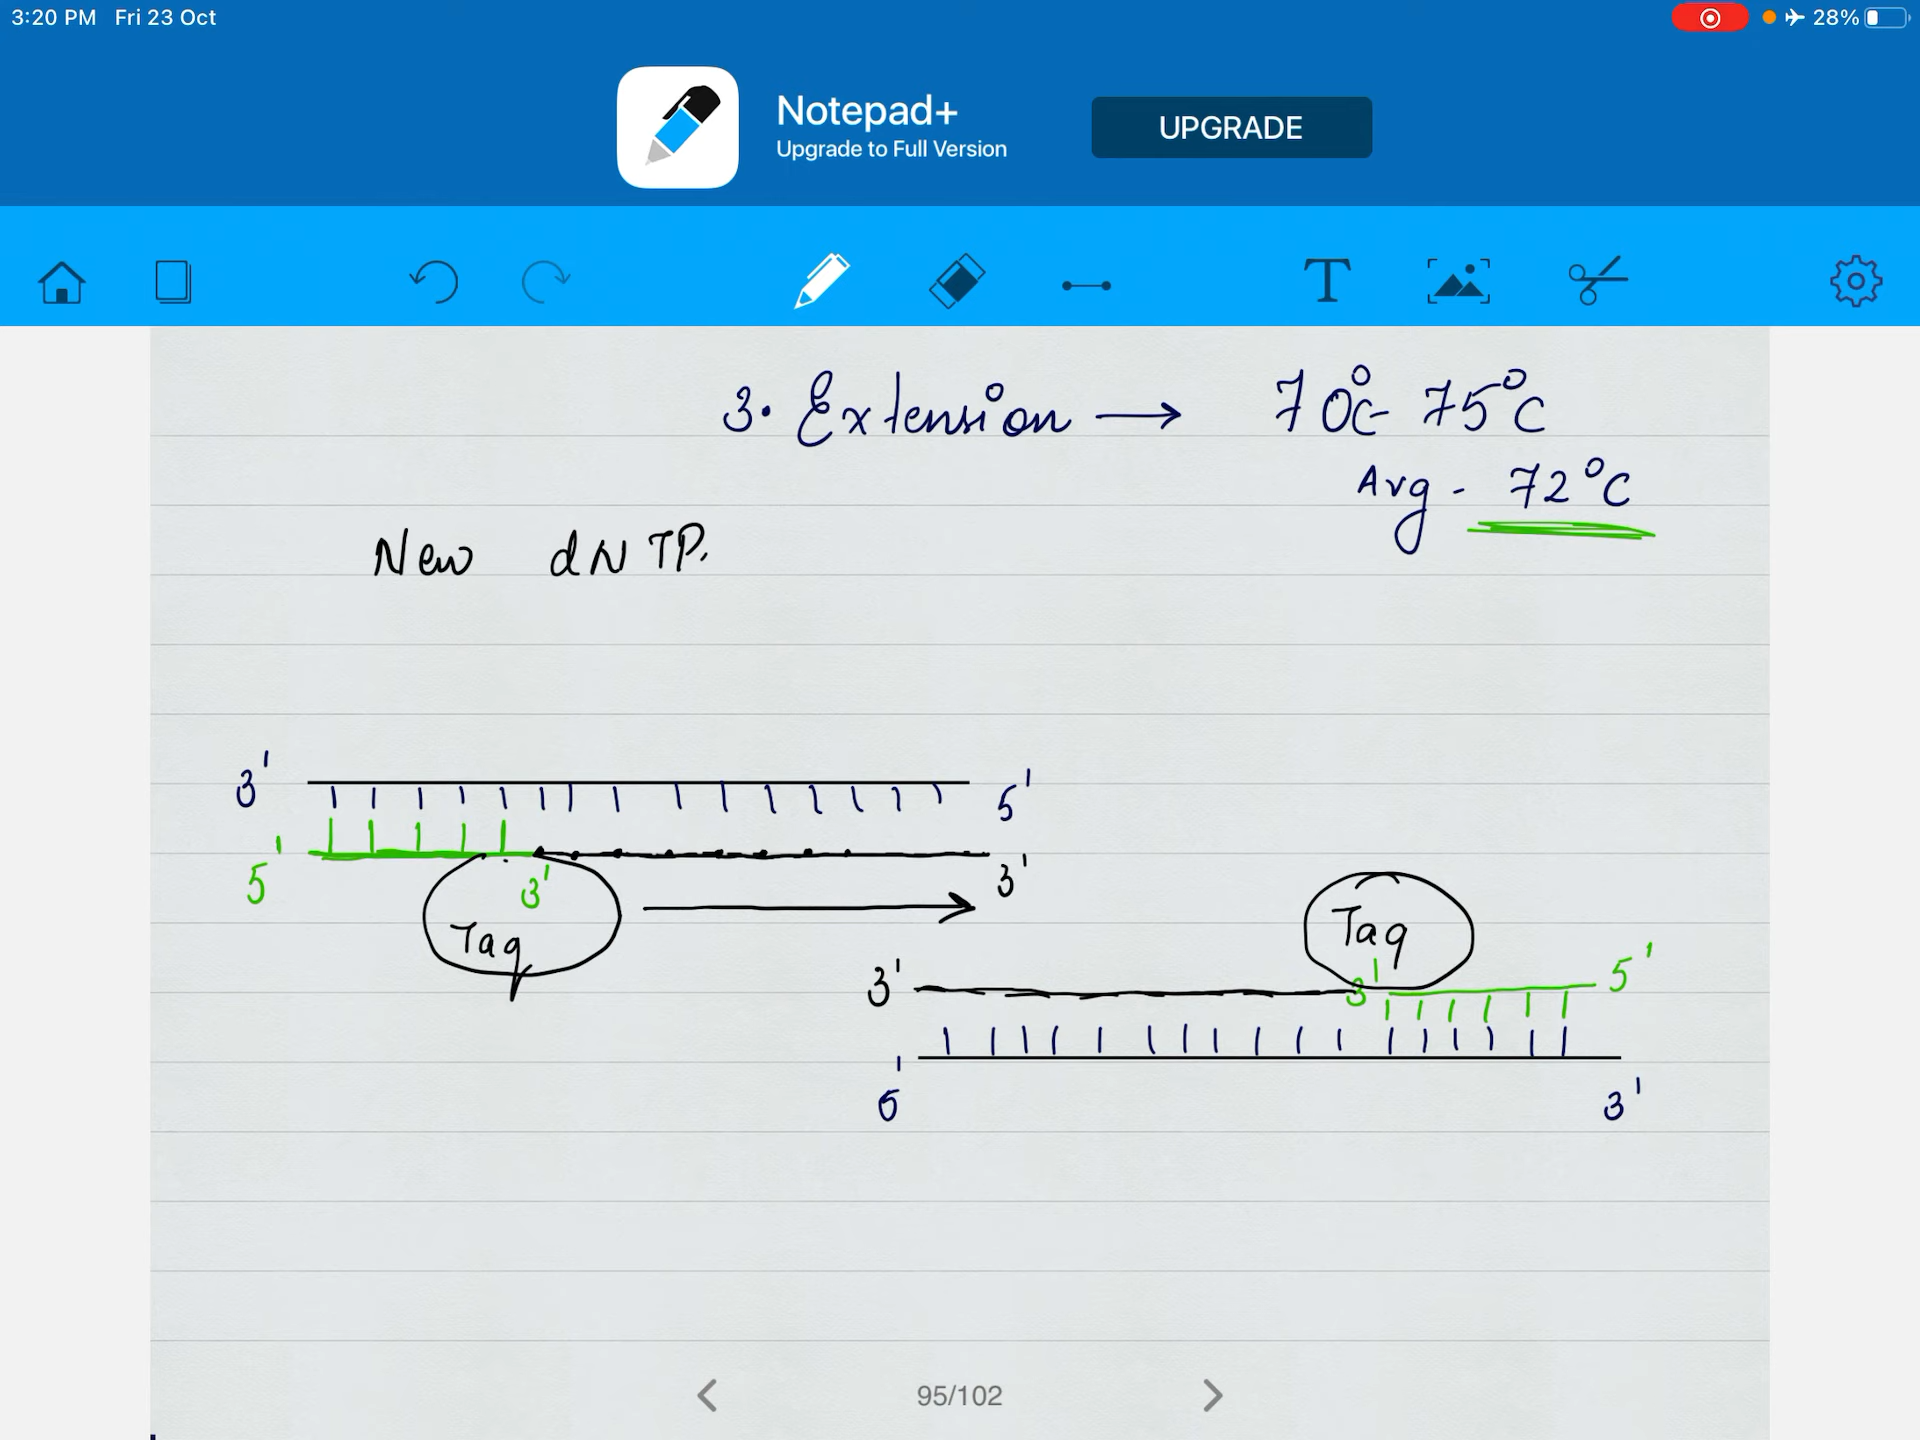 3:20 PM Fri 23 Oct
28%
Notepad+
Upgrade to Full Version
UPGRADE
T
3. Extension → 70°C- 75°C
Avg - 72°C
New dNTP.
3' 5'
5' 3' 3'
Taq
Taq
3' 3' 5'
5' 3'
95/102